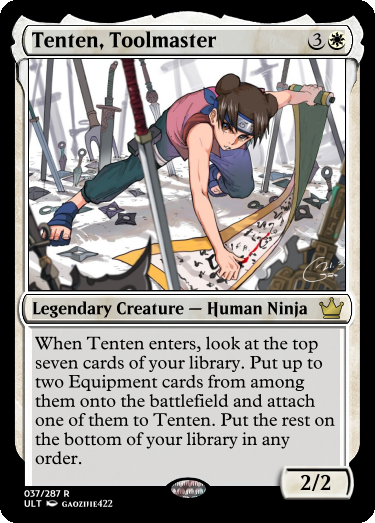 Tenten, Toolmaster 3
Legendary Creature — Human Ninja
When Tenten enters, look at the top
seven cards of your library. Put up to
two Equipment cards from among
them onto the battlefield and attach
one of them to Tenten. Put the rest on
the bottom of your library in any
order.
2/2
037/287 R
ULT GAOZIHE422